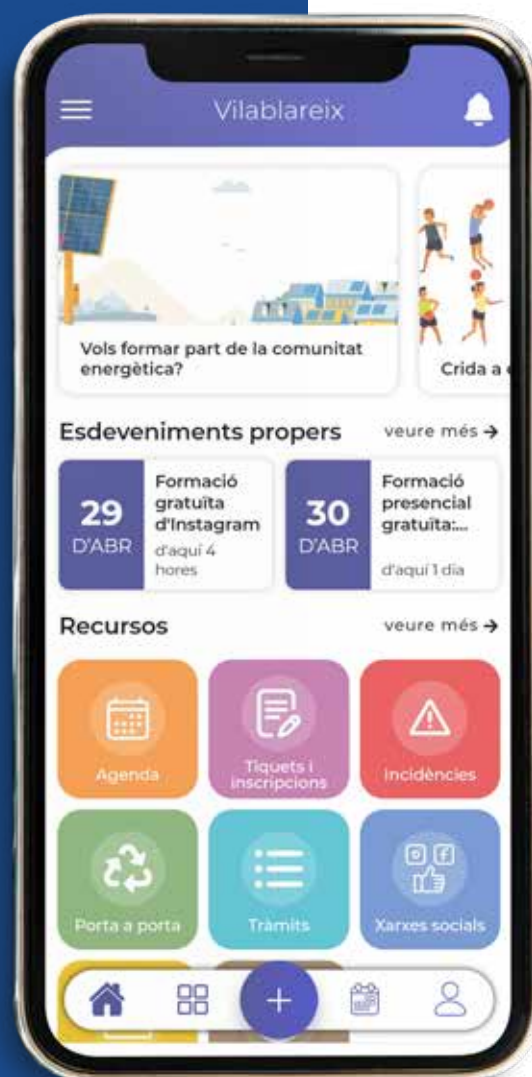 Vilablareix
Vols formar part de la comunitat
energètica?
Crida a
Esdeveniments propers
veure més →
29
D'ABR
Formació
gratuïta
d'Instagram
d'aquí 4
hores
30
D'ABR
Formació
presencial
gratuïta:...
d'aquí 1 dia
Recursos
veure més →
Agenda
Tiquets i
inscripcions
Incidències
Porta a porta
Tràmits
Xarxes socials